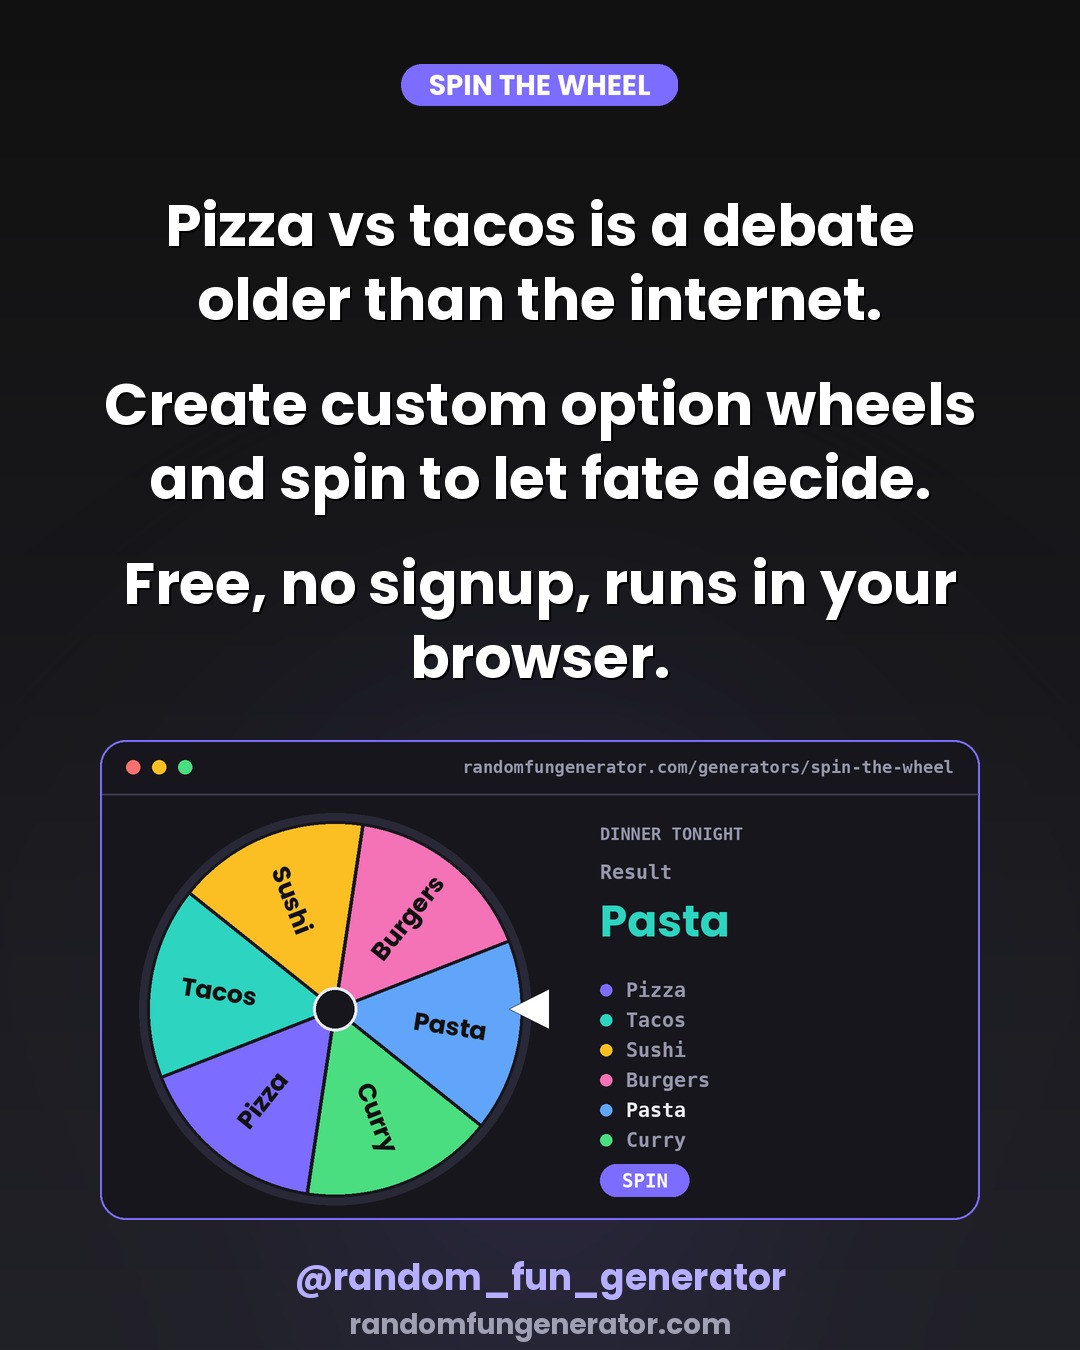 SPIN THE WHEEL
Pizza vs tacos is a debate
older than the internet.
Create custom option wheels
and spin to let fate decide.
Free, no signup, runs in your
browser.
randomfungenerator.com/generators/spin-the-wheel
Sushi
Burgers
Tacos
Pasta
Pizza
Curry
DINNER TONIGHT
Result
Pasta
Pizza
Tacos
Sushi
Burgers
Pasta
Curry
SPIN
@random_fun_generator
randomfungenerator.com